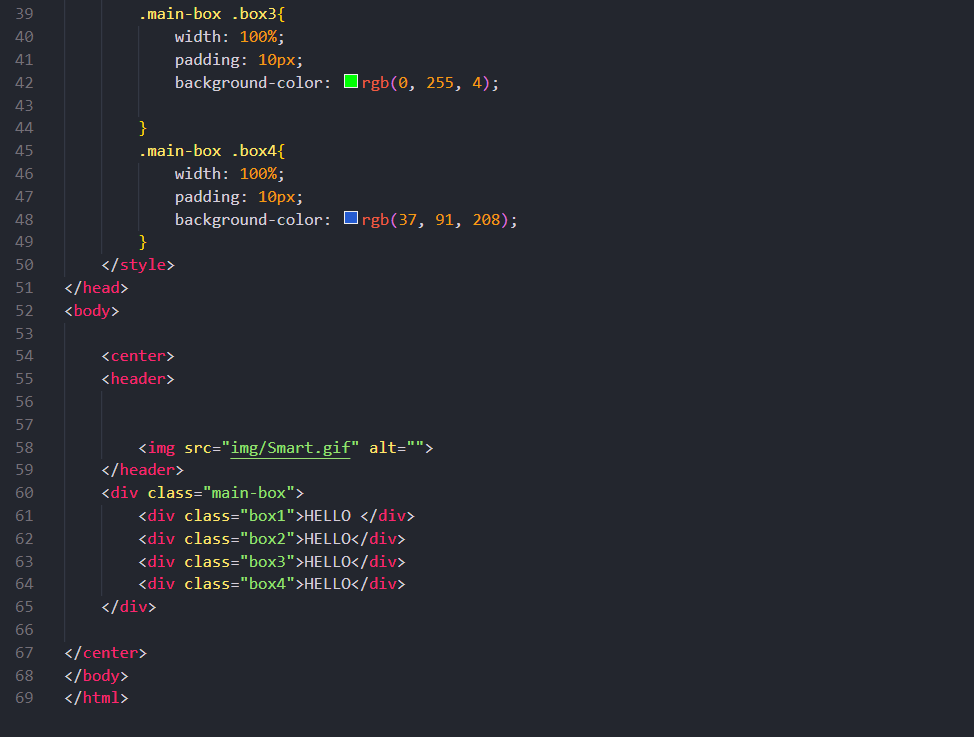 39 .main-box .box3{
40 width: 100%;
41 padding: 10px;
42 background-color: rgb(0, 255, 4);
43
44 }
45 .main-box .box4{
46 width: 100%;
47 padding: 10px;
48 background-color: rgb(37, 91, 208);
49 }
50 </style>
51 </head>
52 <body>
53
54 <center>
55 <header>
56
57
58 <img src="img/Smart.gif" alt="">
59 </header>
60 <div class="main-box">
61 <div class="box1">HELLO </div>
62 <div class="box2">HELLO</div>
63 <div class="box3">HELLO</div>
64 <div class="box4">HELLO</div>
65 </div>
66
67 </center>
68 </body>
69 </html>